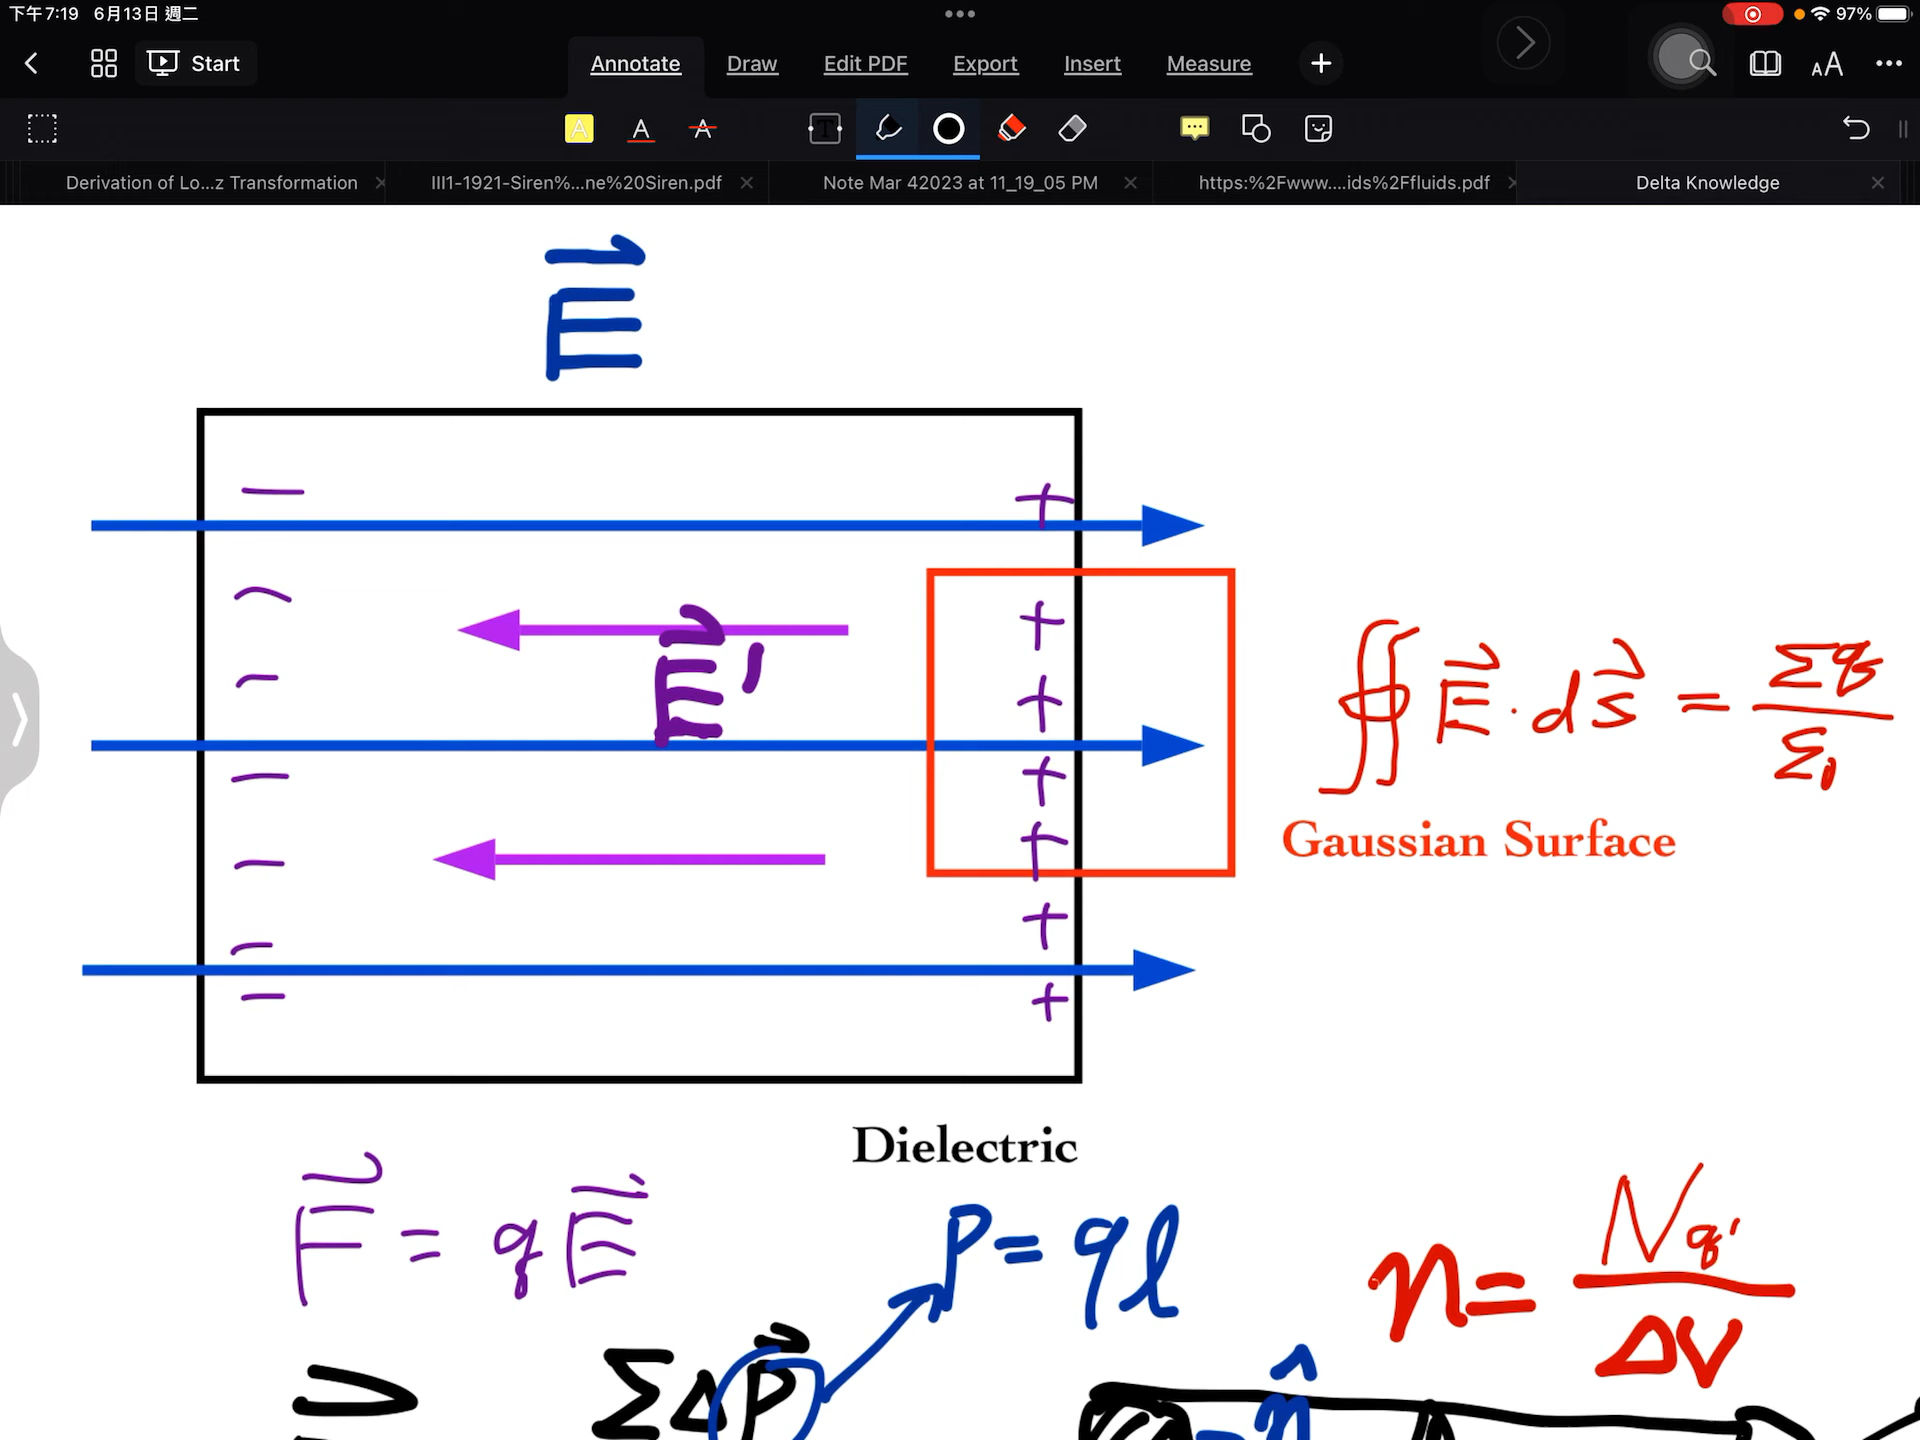 下午7:19 6月13日 週二
97%
Start
Annotate Draw Edit PDF Export Insert Measure
Derivation of Lo...z Transformation
III1-1921-Siren%...ne%20Siren.pdf
Note Mar 42023 at 11_19_05 PM
https:%2Fwww....ids%2Ffluids.pdf
Delta Knowledge
E⃗
E⃗'
∯ E⃗ · ds⃗ = Σq / ε₀
Gaussian Surface
Dielectric
F⃗ = qE⃗
P = ql
n = Nq' / ΔV
ΣΔP⃗
n̂